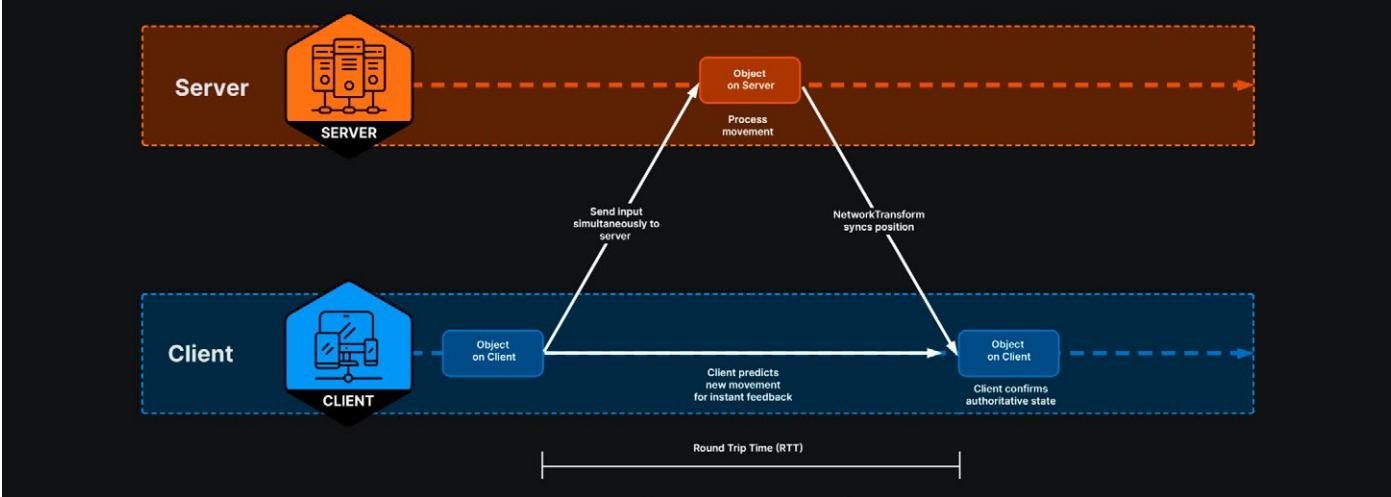 Server
SERVER
Object
on Server
Process
movement
Send input
simultaneously to
server
NetworkTransform
syncs position
Client
CLIENT
Object
on Client
Client predicts
new movement
for instant feedback
Object
on Client
Client confirms
authoritative state
Round Trip Time (RTT)